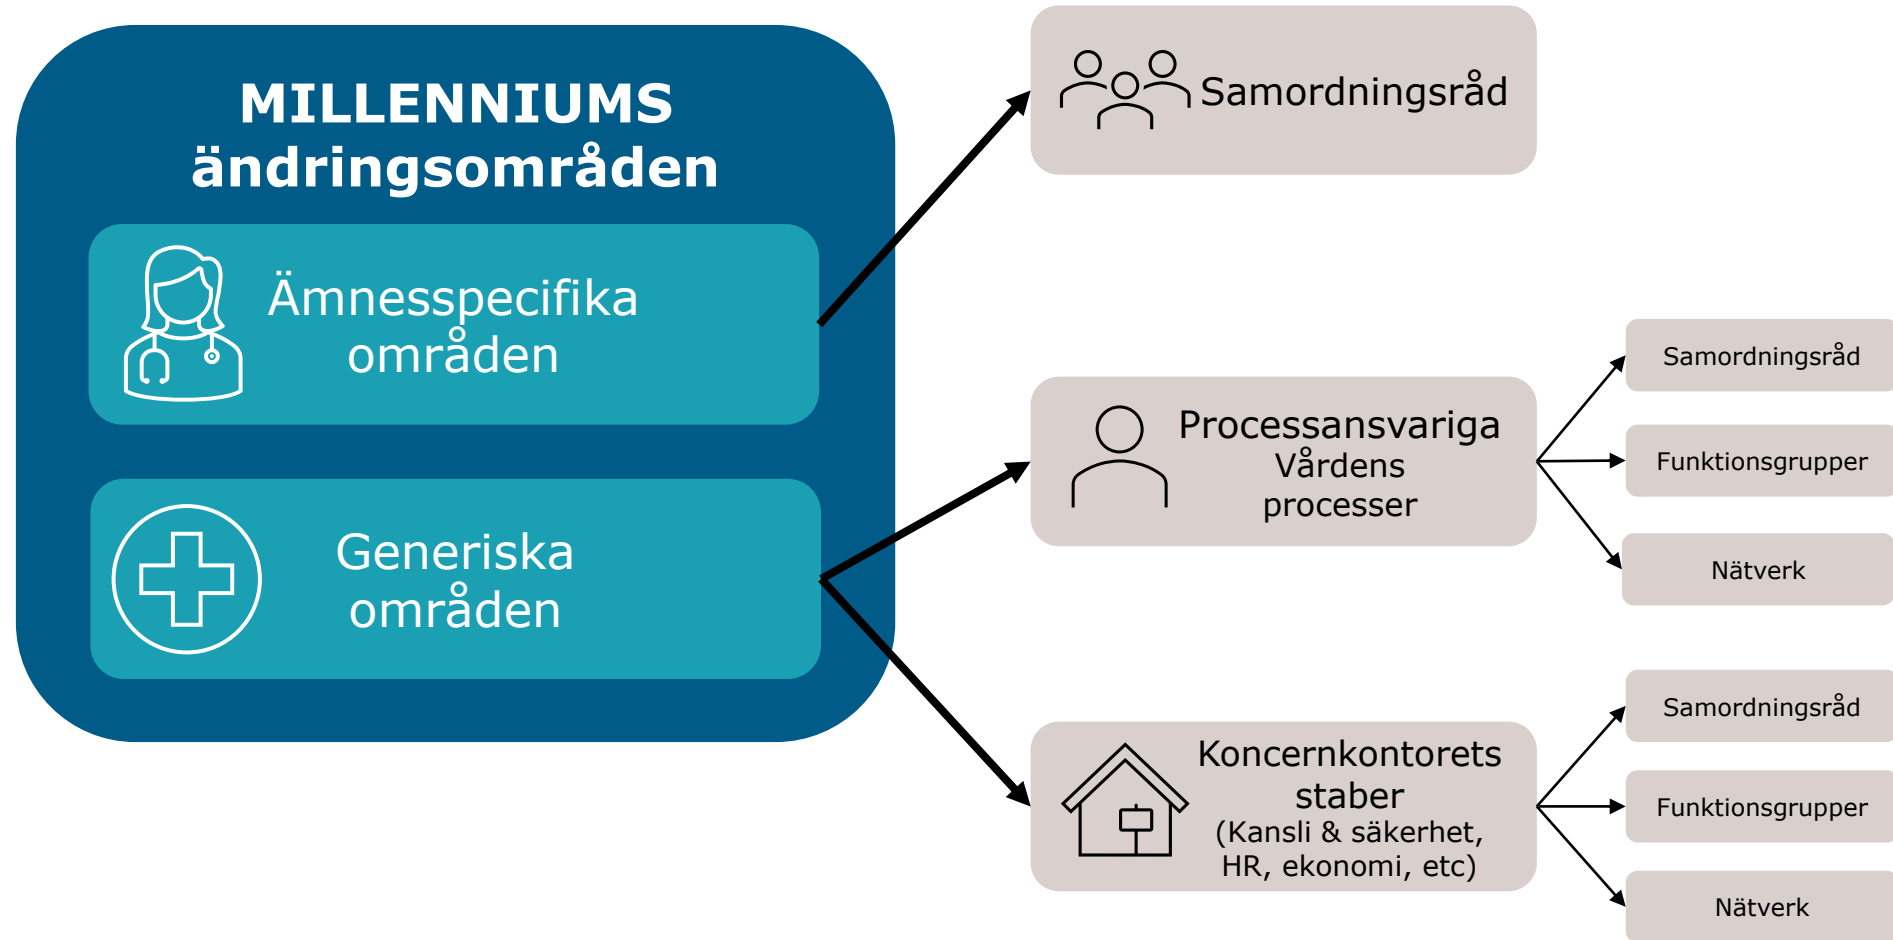 MILLENNIUMS
ändringsområden
Ämnesspecifika
områden
Generiska
områden
Samordningsråd
Processansvariga
Vårdens
processer
Samordningsråd
Funktionsgrupper
Nätverk
Koncernkontorets
staber
(Kansli & säkerhet,
HR, ekonomi, etc)
Samordningsråd
Funktionsgrupper
Nätverk